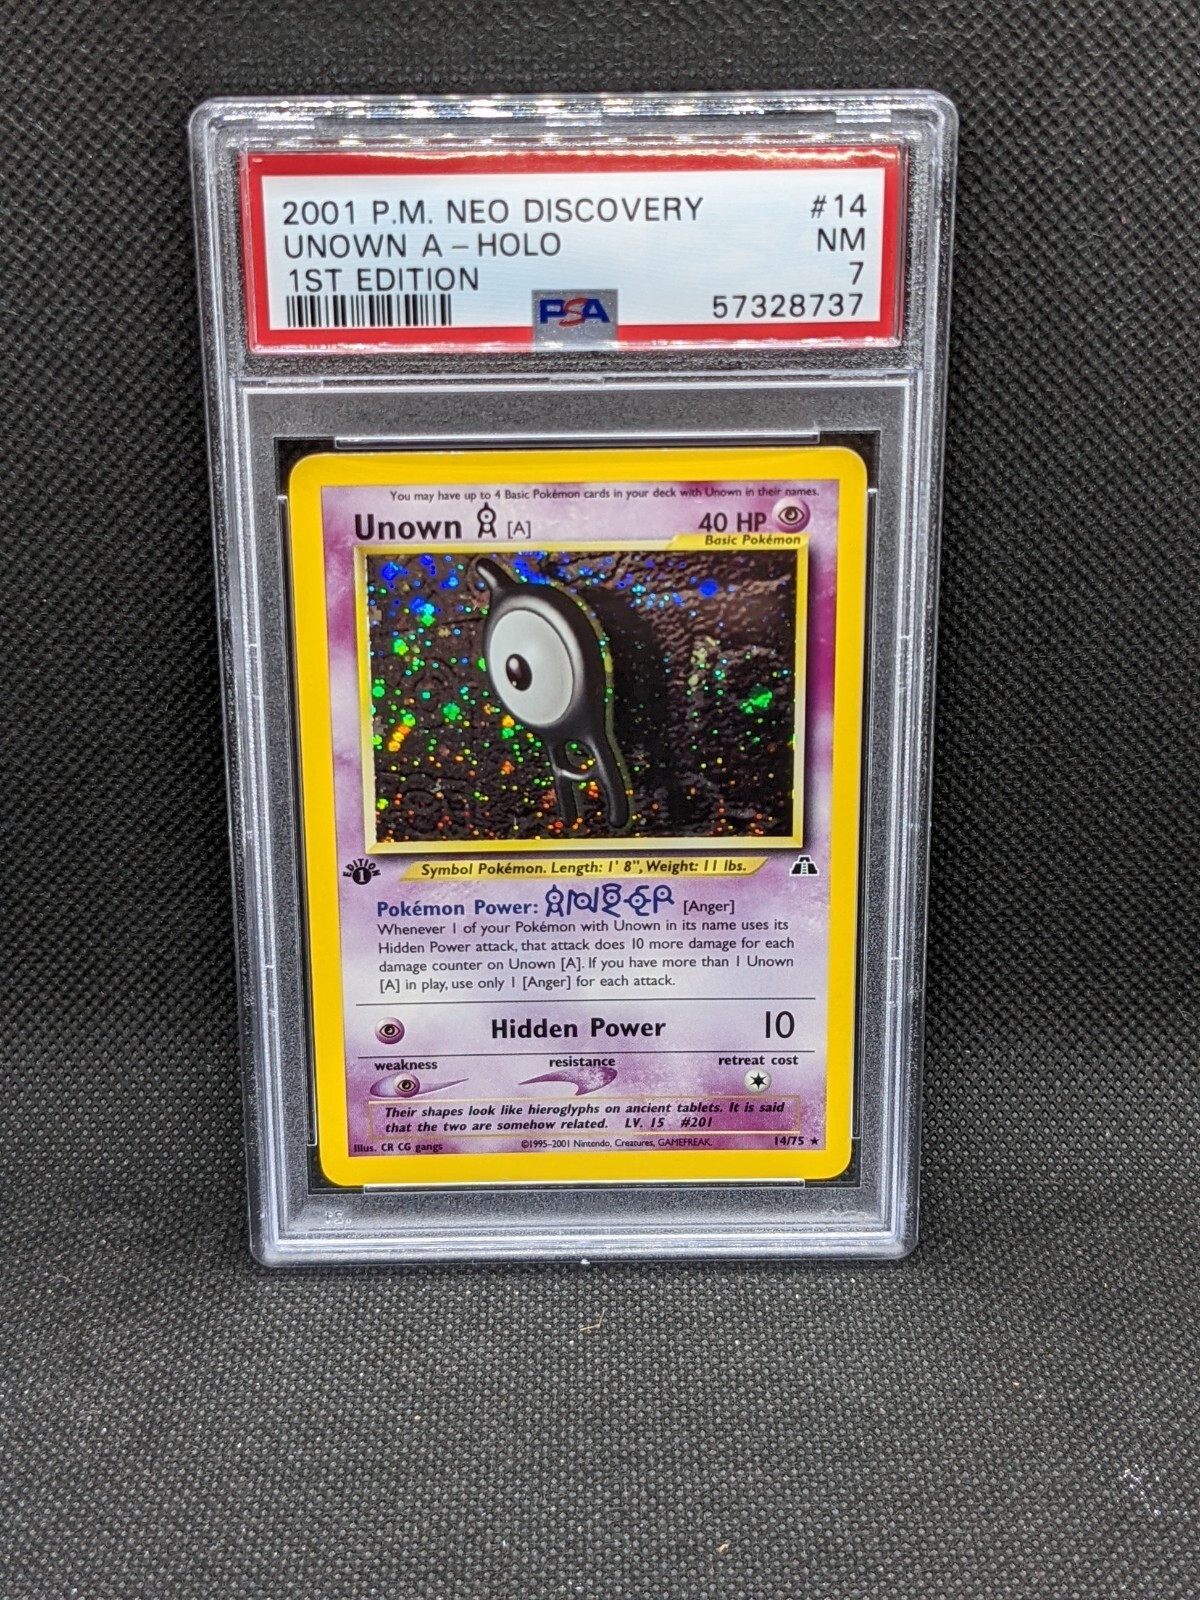 2001 P.M. NEO DISCOVERY #14
UNOWN A - HOLO NM
1ST EDITION 7
PSA 57328737
You may have up to 4 Basic Pokémon cards in your deck with Unown in their names.
Unown A [A] 40 HP
Basic Pokémon
EDITION 1
Symbol Pokémon. Length: 1' 8", Weight: 11 lbs.
Pokémon Power: ANGER [Anger]
Whenever 1 of your Pokémon with Unown in its name uses its
Hidden Power attack, that attack does 10 more damage for each
damage counter on Unown [A]. If you have more than 1 Unown
[A] in play, use only 1 [Anger] for each attack.
Hidden Power 10
weakness resistance retreat cost
Their shapes look like hieroglyphs on ancient tablets. It is said
that the two are somehow related. LV. 15 #201
Illus. CR CG gangs ©1995-2001 Nintendo, Creatures, GAMEFREAK. 14/75 ★